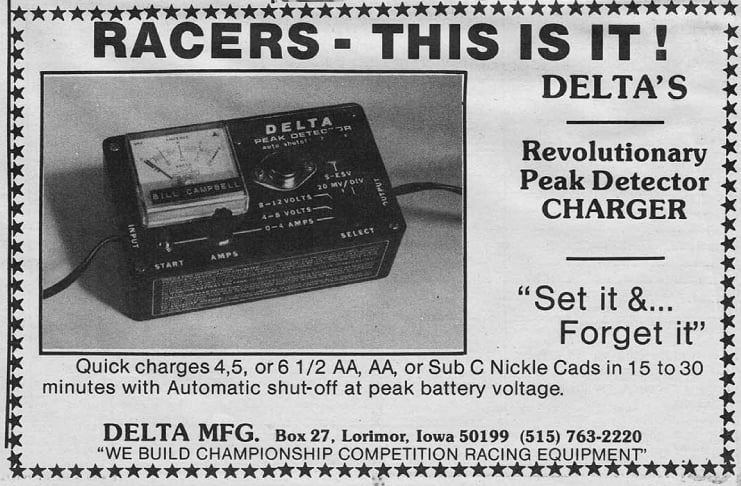 RACERS - THIS IS IT!
DELTA'S
Revolutionary
Peak Detector
CHARGER
"Set it &...
Forget it"
DELTA
PEAK DETECTOR
auto shutoff
BILL CAMPBELL
S-ESV
20 MV/DIV
8-12 VOLTS
4-8 VOLTS
0-4 AMPS
INPUT
OUTPUT
START
AMPS
SELECT
Quick charges 4,5, or 6 1/2 AA, AA, or Sub C Nickle Cads in 15 to 30
minutes with Automatic shut-off at peak battery voltage.
DELTA MFG. Box 27, Lorimor, Iowa 50199 (515) 763-2220
"WE BUILD CHAMPIONSHIP COMPETITION RACING EQUIPMENT"